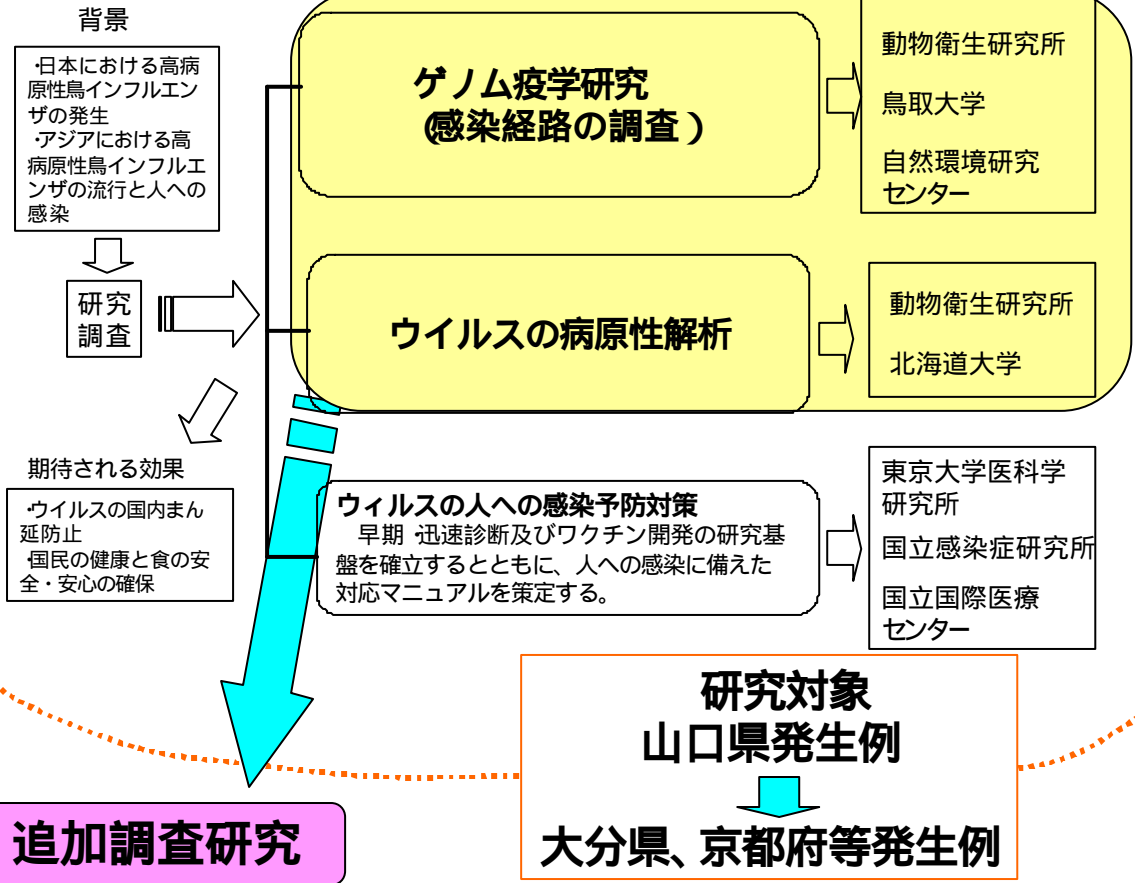 背景
･日本における高病
原性鳥インフルエン
ザの発生
･アジアにおける高
病原性鳥インフルエ
ンザの流行と人への
感染
研究
調査
期待される効果
･ウイルスの国内まん
延防止
･国民の健康と食の安
全・安心の確保
ゲノム疫学研究
(感染経路の調査)
動物衛生研究所
鳥取大学
自然環境研究
センター
ウイルスの病原性解析
動物衛生研究所
北海道大学
ウィルスの人への感染予防対策
早期･迅速診断及びワクチン開発の研究基
盤を確立するとともに、人への感染に備えた
対応マニュアルを策定する。
東京大学医科学
研究所
国立感染症研究所
国立国際医療
センター
研究対象
山口県発生例
大分県、京都府等発生例
追加調査研究